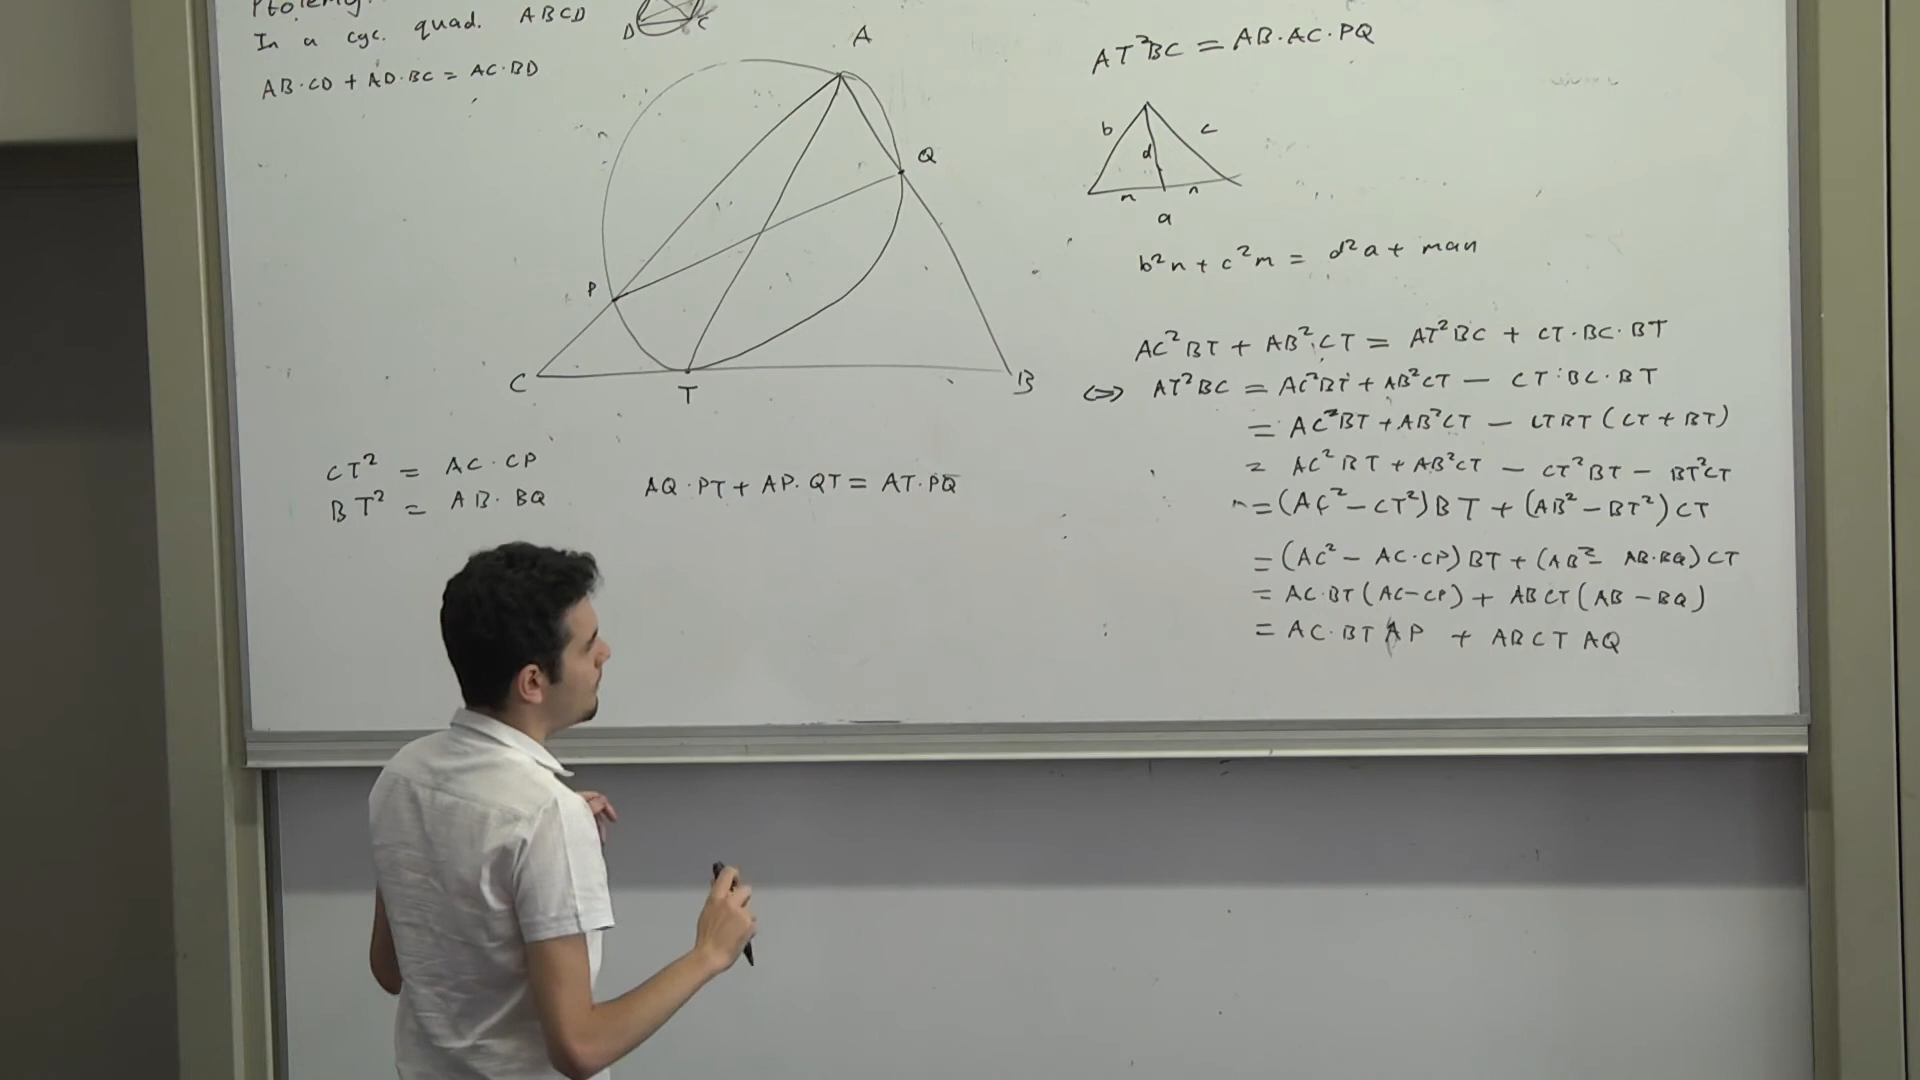 Ptolemy:
In a cyc. quad. ABCD
AB·CD + AD·BC = AC·BD
D C
A
Q
P
C T B
CT² = AC·CP
BT² = AB·BQ
AQ·PT + AP·QT = AT·PQ
AT²BC = AB·AC·PQ
b c
d
m n
a
b²n + c²m = d²a + man
AC²BT + AB²·CT = AT²BC + CT·BC·BT
⇔ AT²BC = AC²BT + AB²CT − CT·BC·BT
= AC²BT + AB²CT − CTBT(CT + BT)
= AC²BT + AB²CT − CT²BT − BT²CT
= (AC² − CT²)BT + (AB² − BT²)CT
= (AC² − AC·CP)BT + (AB² − AB·BQ)CT
= AC·BT(AC−CP) + ABCT(AB − BQ)
= AC·BT AP + ABCT AQ